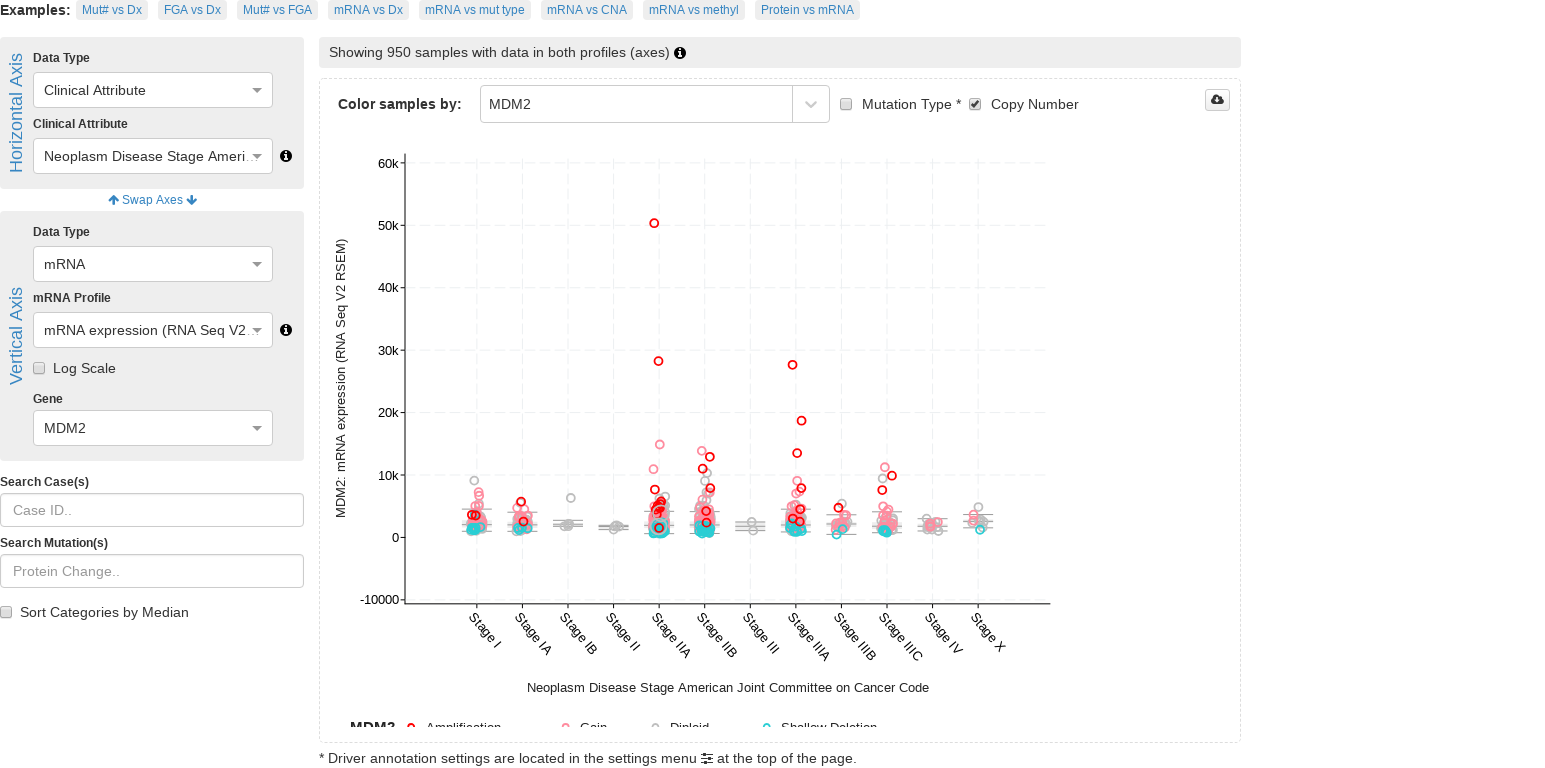 Examples: Mut# vs Dx FGA vs Dx Mut# vs FGA mRNA vs Dx mRNA vs mut type mRNA vs CNA mRNA vs methyl Protein vs mRNA
Horizontal Axis
Data Type
Clinical Attribute
Clinical Attribute
Neoplasm Disease Stage Ameri...
Swap Axes
Vertical Axis
Data Type
mRNA
mRNA Profile
mRNA expression (RNA Seq V2...
Log Scale
Gene
MDM2
Search Case(s)
Case ID..
Search Mutation(s)
Protein Change..
Sort Categories by Median
Showing 950 samples with data in both profiles (axes)
Color samples by: MDM2 Mutation Type * Copy Number
MDM2: mRNA expression (RNA Seq V2 RSEM)
60k
50k
40k
30k
20k
10k
0
-10000
Stage I
Stage IA
Stage IB
Stage II
Stage IIA
Stage IIB
Stage III
Stage IIIA
Stage IIIB
Stage IIIC
Stage IV
Stage X
Neoplasm Disease Stage American Joint Committee on Cancer Code
MDM2 Amplification Gain Diploid Shallow Deletion
* Driver annotation settings are located in the settings menu at the top of the page.